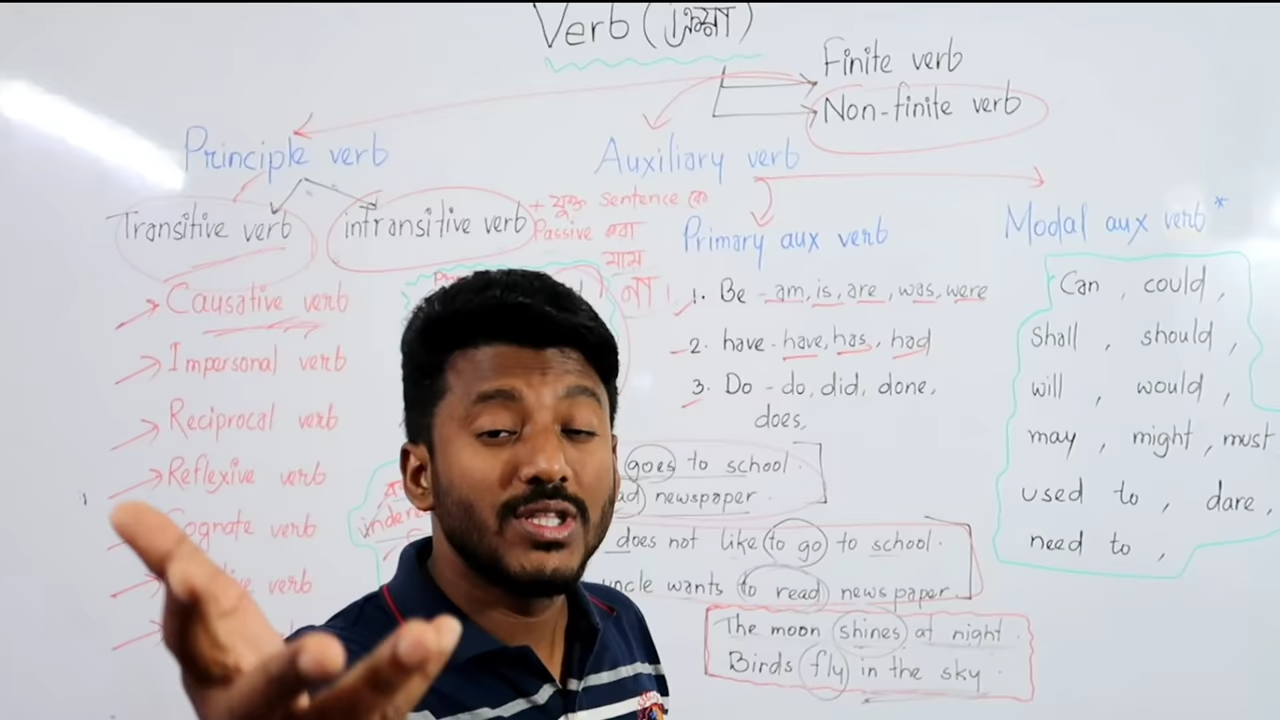 Verb (ক্রিয়া)
Finite verb
Non-finite verb
Principle verb
Auxiliary verb
Transitive verb
intransitive verb
+ যুক্ত Sentence কে
Passive করা
যায়
না।
Primary aux verb
Modal aux verb*
Causative verb
Impersonal verb
Reciprocal verb
Reflexive verb
Cognate verb
verb
1. Be - am, is, are, was, were
2. have - have, has, had
3. Do - do, did, done,
does,
goes to school.
newspaper.
does not like to go to school.
wants to read newspaper
The moon shines at night.
Birds fly in the sky.
Can, could,
Shall, should,
will, would,
may, might, must
used to, dare,
need to,